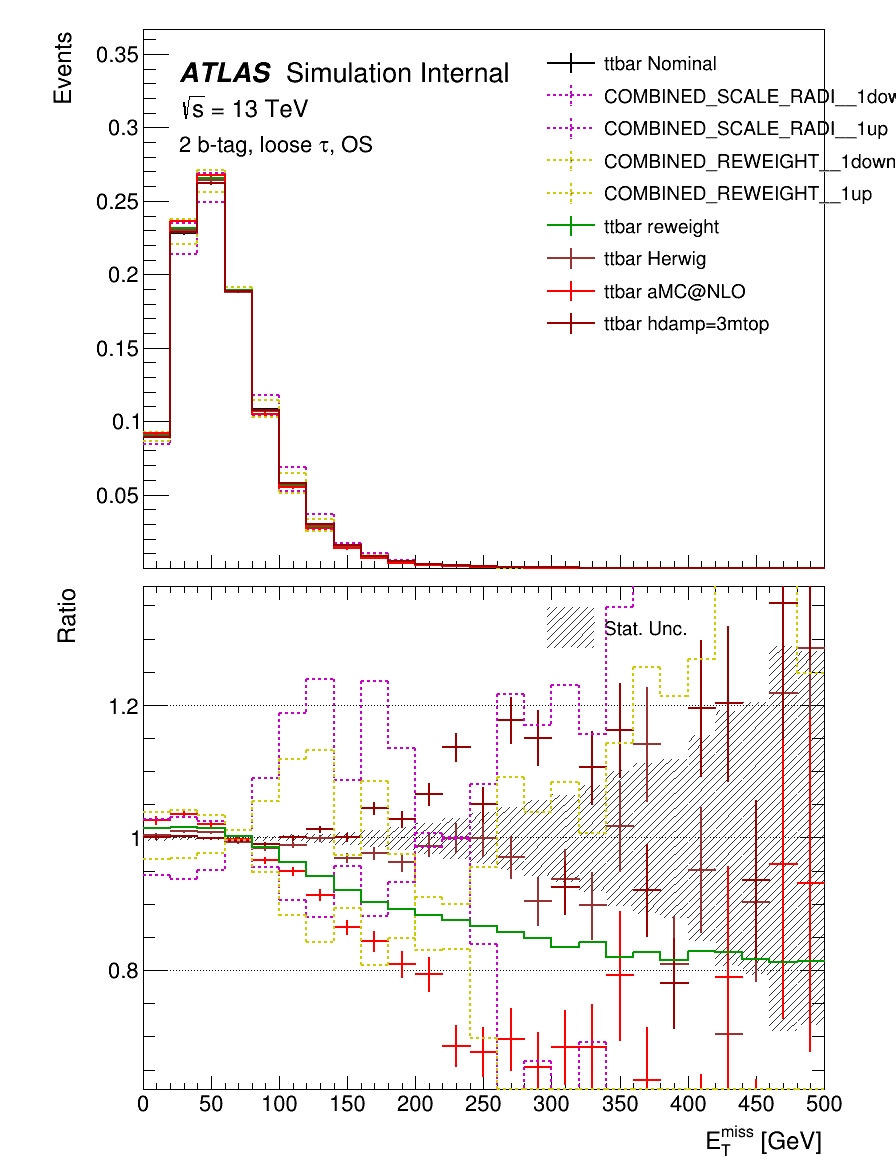 Events
0.35
0.3
0.25
0.2
0.15
0.1
0.05
ATLAS Simulation Internal
√s = 13 TeV
2 b-tag, loose τ, OS
ttbar Nominal
COMBINED_SCALE_RADI__1dow
COMBINED_SCALE_RADI__1up
COMBINED_REWEIGHT__1down
COMBINED_REWEIGHT__1up
ttbar reweight
ttbar Herwig
ttbar aMC@NLO
ttbar hdamp=3mtop
Ratio
Stat. Unc.
1.2
1
0.8
0 50 100 150 200 250 300 350 400 450 500
E_T^miss [GeV]